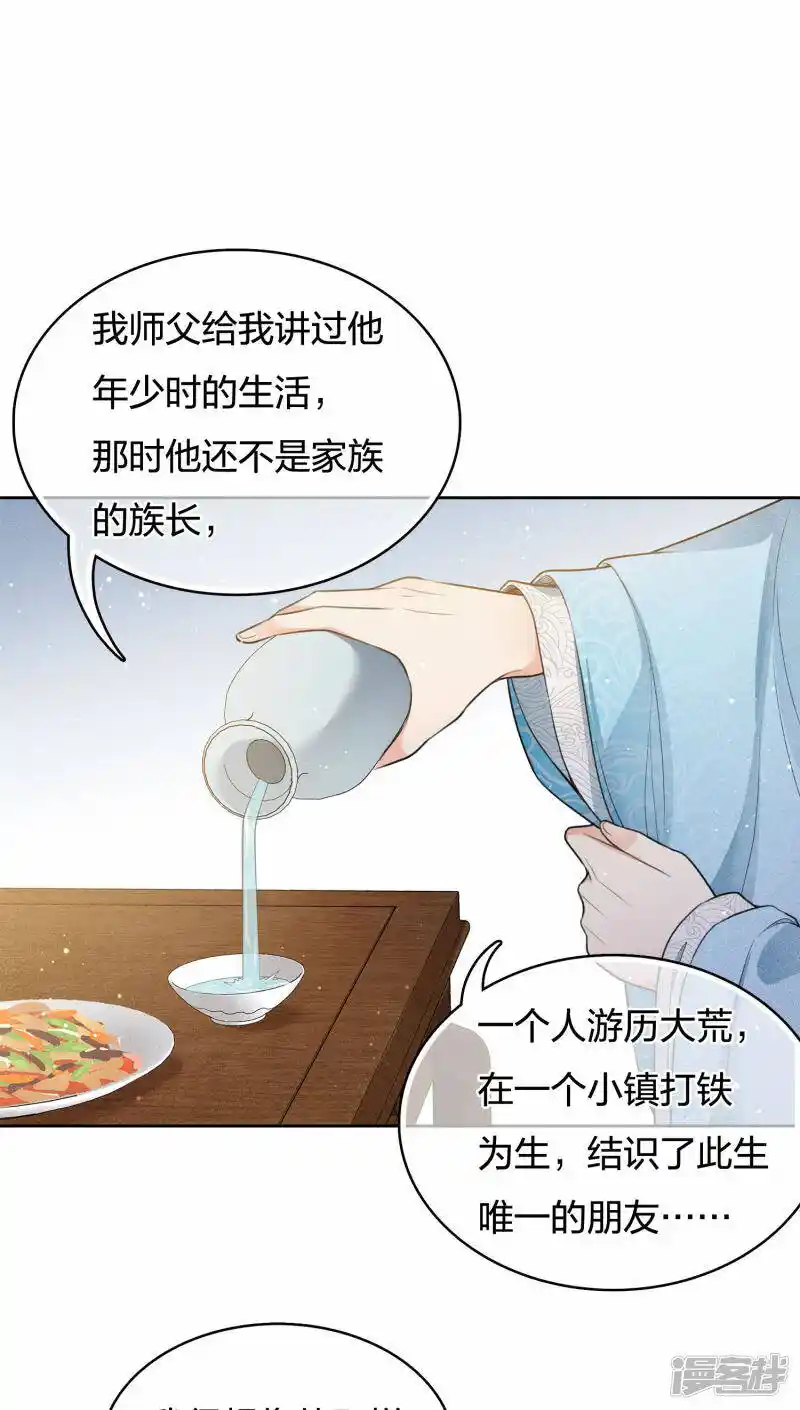 我师父给我讲过他
年少时的生活，
那时他还不是家族
的族长，
一个人游历大荒，
在一个小镇打铁
为生，结识了此生
唯一的朋友……
漫客栈